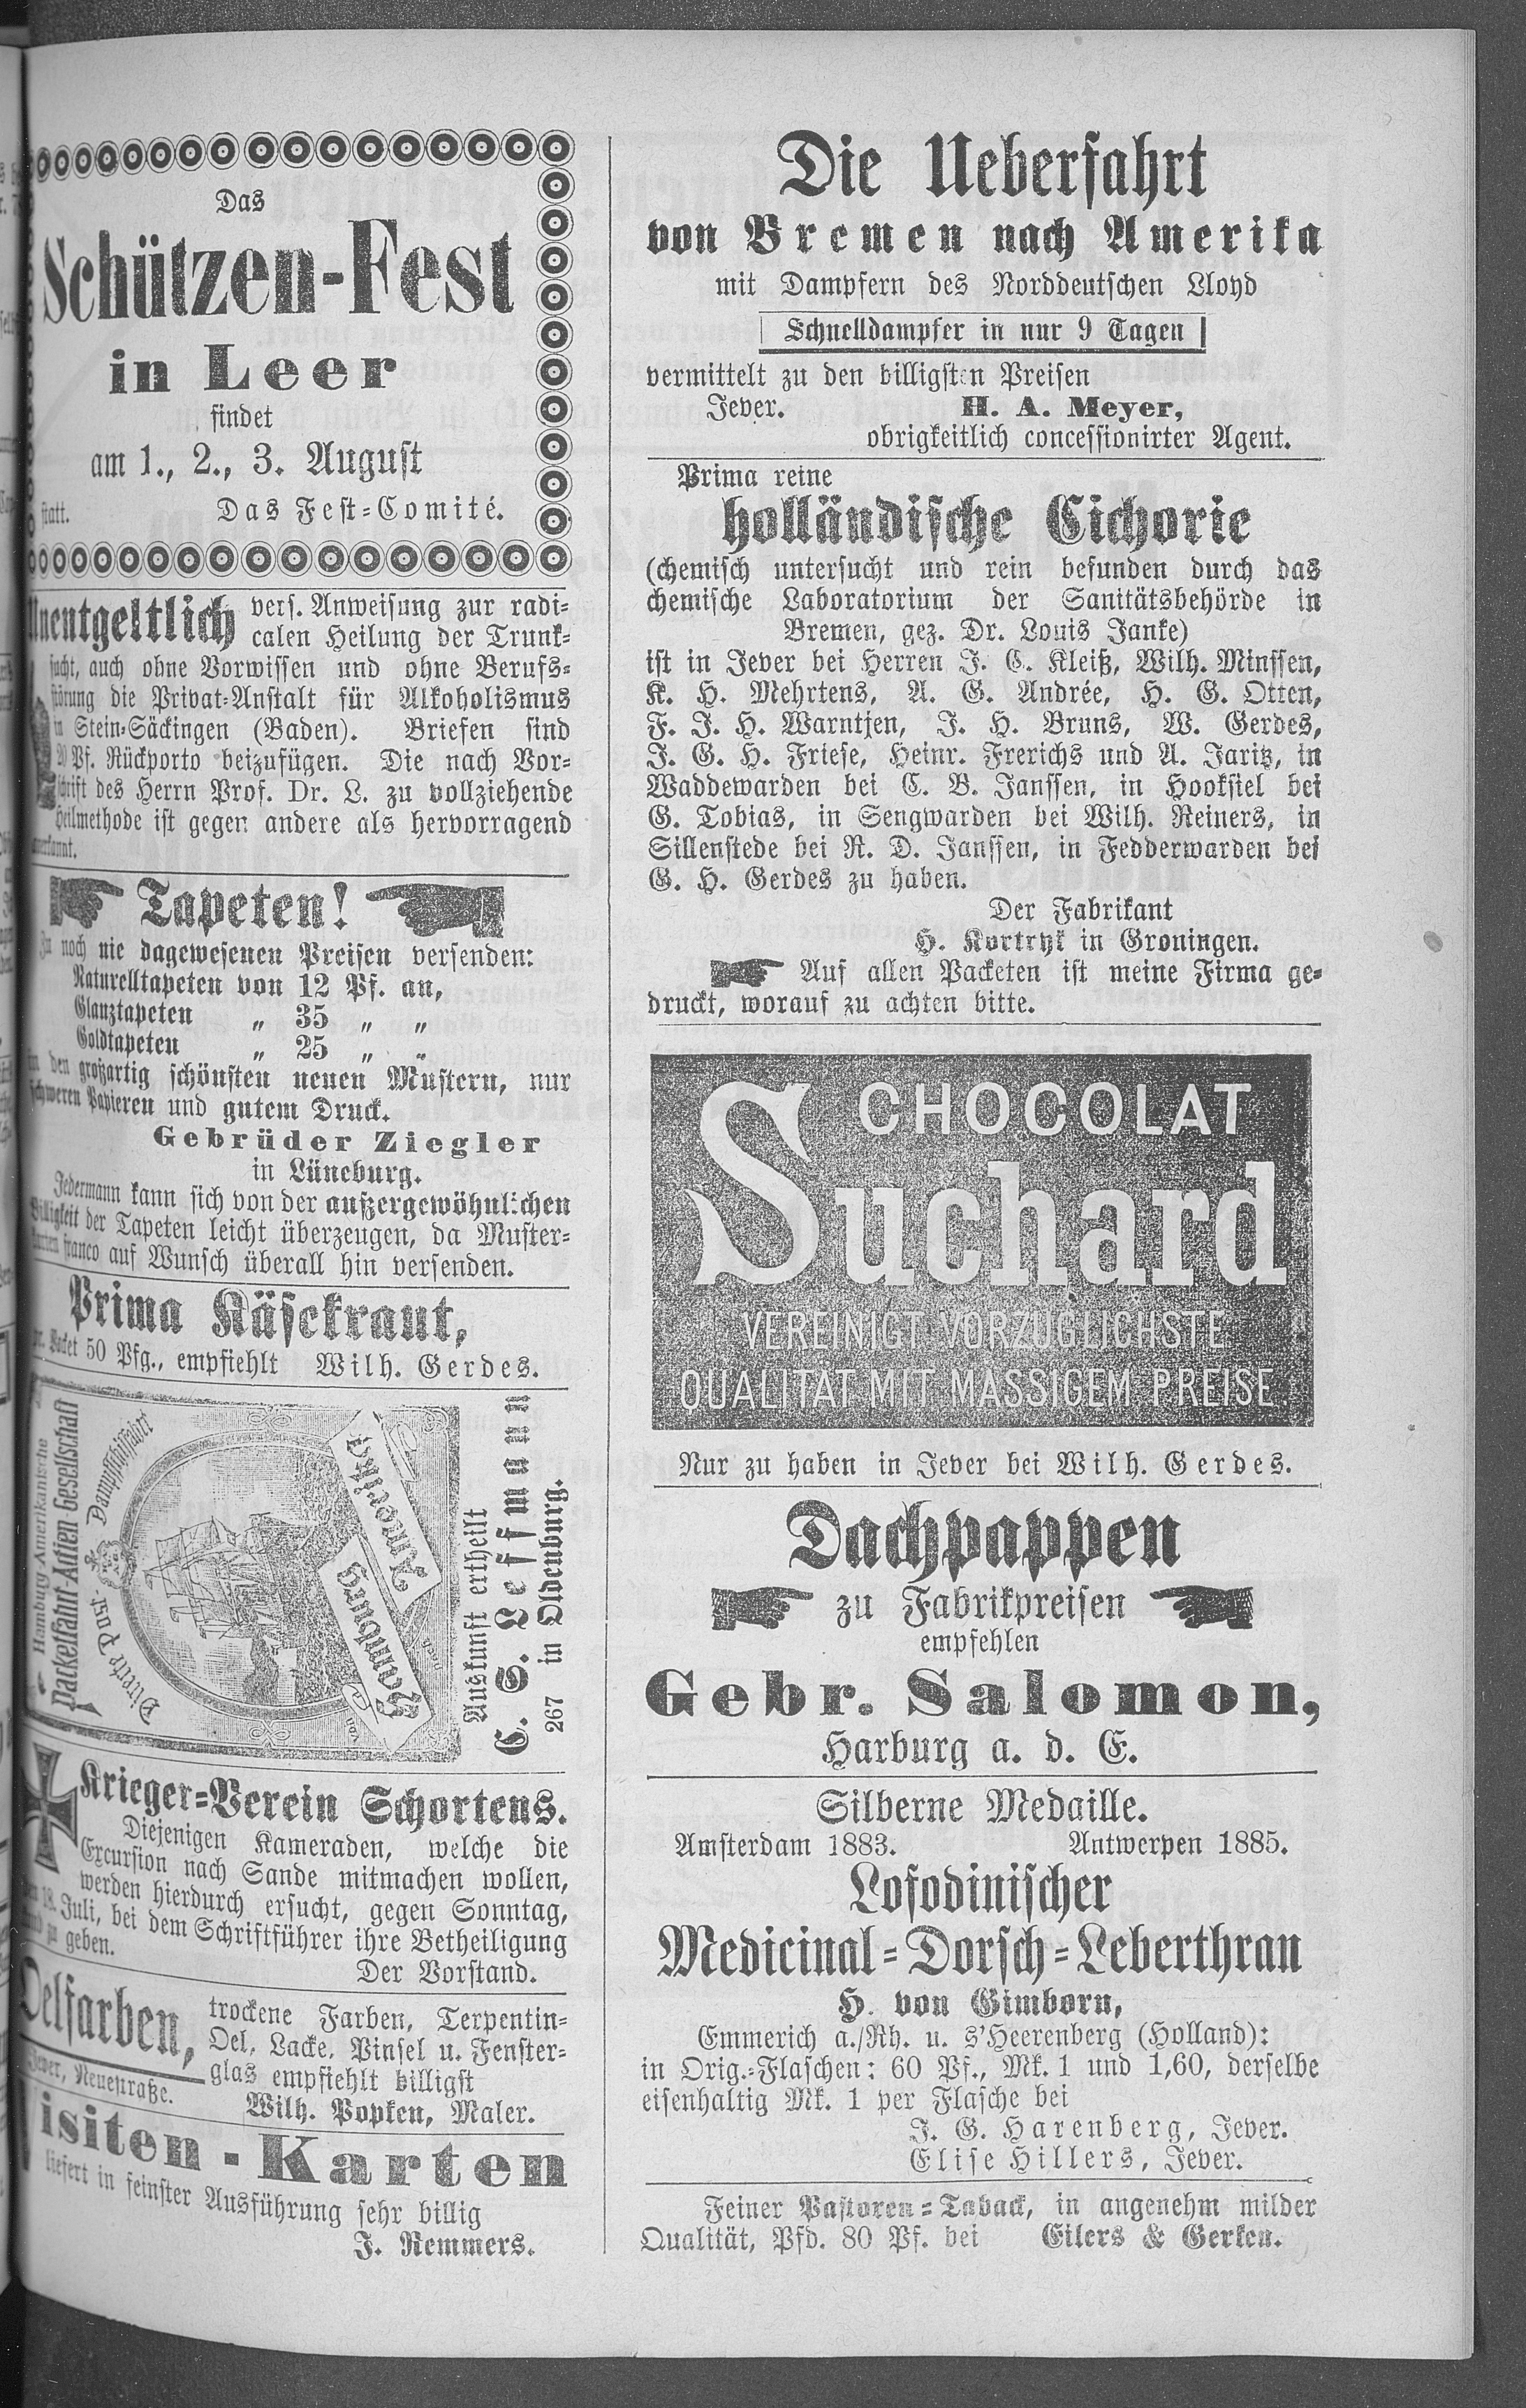 Das
Schützen-Fest
in Leer
findet
am 1., 2., 3. August
statt. Das Fest-Comité.
Unentgeltlich vers. Anweisung zur radi-
calen Heilung der Trunk-
sucht, auch ohne Vorwissen und ohne Berufs-
störung die Privat-Anstalt für Alkoholismus
in Stein-Säckingen (Baden). Briefen sind
20 Pf. Rückporto beizufügen. Die nach Vor-
schrift des Herrn Prof. Dr. L. zu vollziehende
Heilmethode ist gegen andere als hervorragend
anerkannt.
Tapeten!
Zu noch nie dagewesenen Preisen versenden:
Naturelltapeten von 12 Pf. an,
Glanztapeten „ 35 „ „
Goldtapeten „ 25 „ „
in den großartig schönsten neuen Mustern, nur
schweren Papieren und gutem Druck.
Gebrüder Ziegler
in Lüneburg.
Jedermann kann sich von der außergewöhnlichen
Billigkeit der Tapeten leicht überzeugen, da Muster-
karten franco auf Wunsch überall hin versenden.
Prima Käsekraut,
pr. Packet 50 Pfg., empfiehlt Wilh. Gerdes.
Hamburg-Amerikanische
Packetfahrt-Actien-Gesellschaft
Directe Post- Dampfschiffahrt
von Hamburg nach
Amerika
Auskunft ertheilt
267 in Oldenburg.
Krieger-Verein Schortens.
Diejenigen Kameraden, welche die
Excursion nach Sande mitmachen wollen,
werden hierdurch ersucht, gegen Sonntag,
den 18. Juli, bei dem Schriftführer ihre Betheiligung
kund zu geben.
Der Vorstand.
Oelfarben, trockene Farben, Terpentin-
Oel, Lacke, Pinsel u. Fenster-
glas empfiehlt billigst
Jever, Neuestraße.
Wilh. Popken, Maler.
Visiten-Karten
liefert in feinster Ausführung sehr billig
J. Remmers.
Die Ueberfahrt
von Bremen nach Amerika
mit Dampfern des Norddeutschen Lloyd
Schnelldampfer in nur 9 Tagen
vermittelt zu den billigsten Preisen
Jever. H. A. Meyer,
obrigkeitlich concessionirter Agent.
Prima reine
holländische Cichorie
(chemisch untersucht und rein befunden durch das
chemische Laboratorium der Sanitätsbehörde in
Bremen, gez. Dr. Louis Janke)
ist in Jever bei Herren J. C. Kleiß, Wilh. Minssen,
K. H. Mehrtens, A. G. Andrée, H. G. Otten,
F. J. H. Warntjen, J. H. Bruns, W. Gerdes,
J. G. H. Friese, Heinr. Frerichs und A. Jaritz, in
Waddewarden bei C. B. Janssen, in Hooksiel bei
G. Tobias, in Sengwarden bei Wilh. Reiners, in
Sillenstede bei R. D. Janssen, in Fedderwarden bei
G. H. Gerdes zu haben.
Der Fabrikant
H. Kortryk in Groningen.
Auf allen Packeten ist meine Firma ge-
druckt, worauf zu achten bitte.
CHOCOLAT
Suchard
VEREINIGT VORZÜGLICHSTE
QUALITÄT MIT MÄSSIGEM PREISE.
Nur zu haben in Jever bei Wilh. Gerdes.
Dachpappen
zu Fabrikpreisen
empfehlen
Gebr. Salomon,
Harburg a. d. E.
Silberne Medaille.
Amsterdam 1883. Antwerpen 1885.
Lofodinischer
Medicinal-Dorsch-Leberthran
H. von Gimborn,
Emmerich a./Rh. u. s'Heerenberg (Holland):
in Orig.-Flaschen: 60 Pf., Mk. 1 und 1,60, derselbe
eisenhaltig Mk. 1 per Flasche bei
J. G. Harenberg, Jever.
Elise Hillers, Jever.
Feiner Pastoren-Taback, in angenehm milder
Qualität, Pfd. 80 Pf. bei Eilers & Gerken.